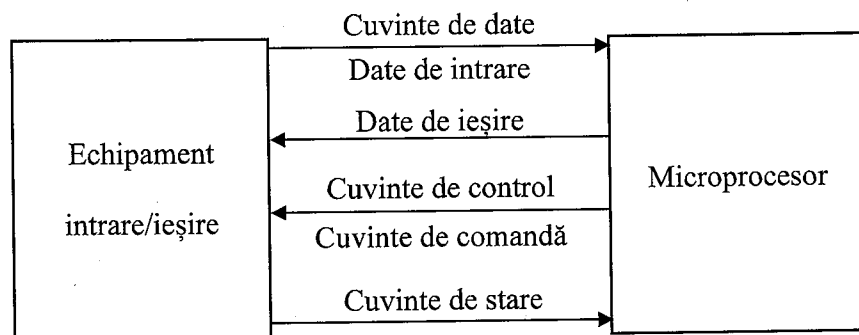 Cuvinte de date
Date de intrare
Date de ieșire
Echipament
intrare/ieșire
Cuvinte de control
Cuvinte de comandă
Cuvinte de stare
Microprocesor